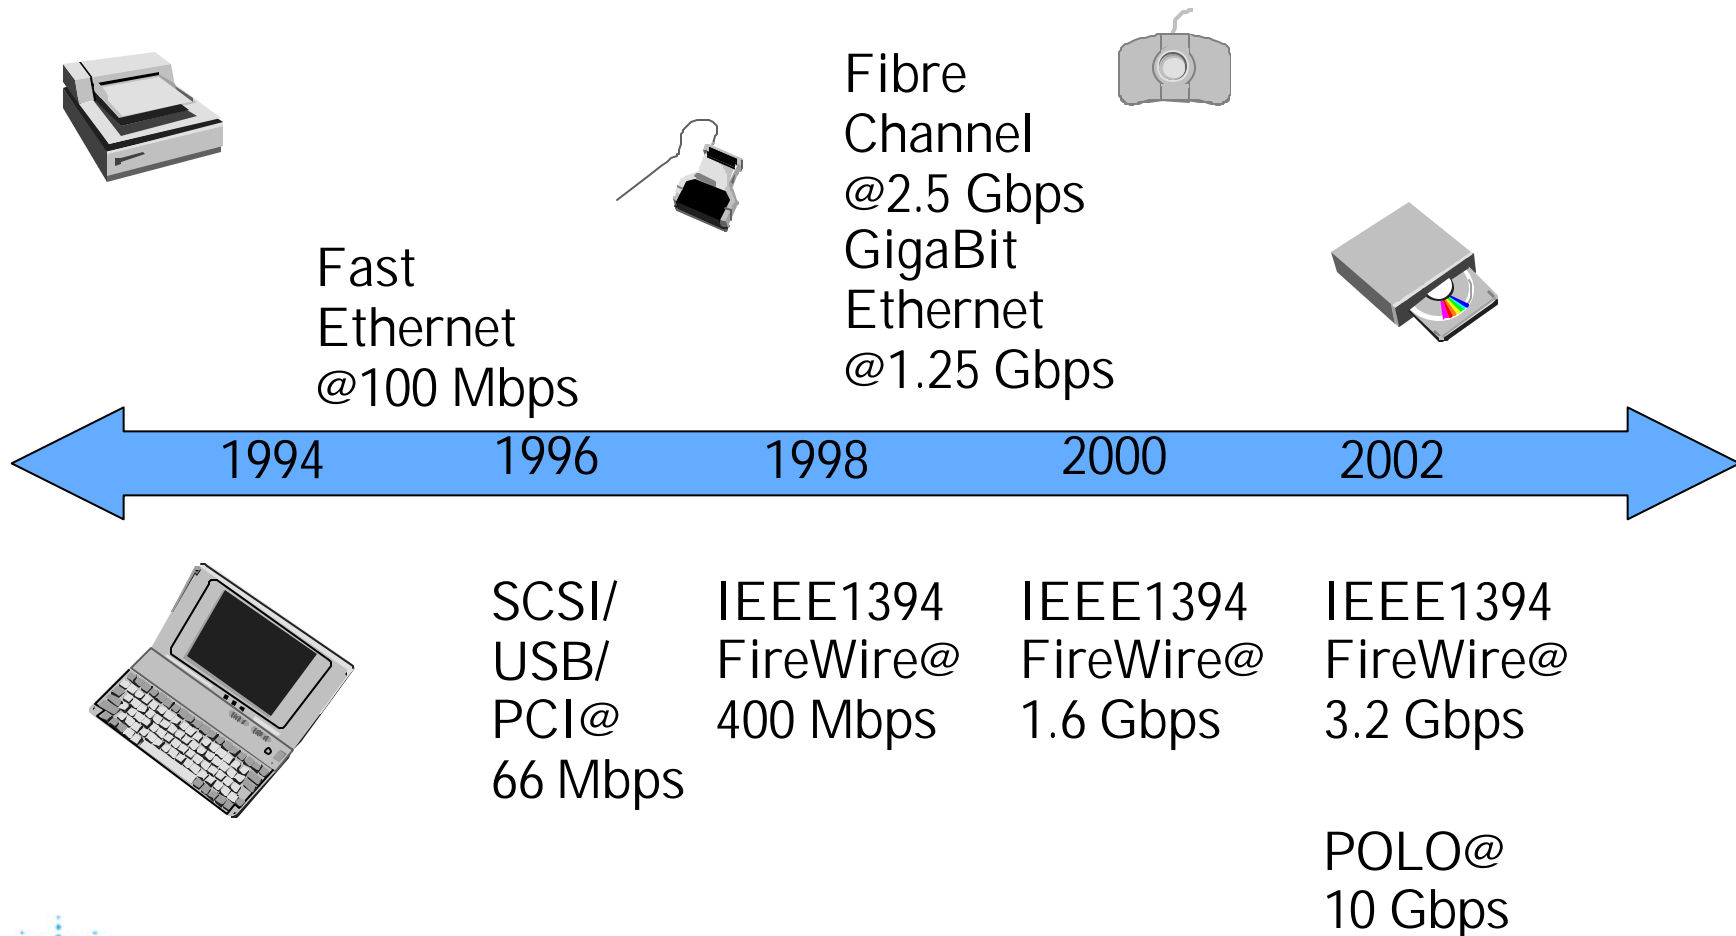 Fibre
Channel
@2.5 Gbps
GigaBit
Ethernet
@1.25 Gbps
Fast
Ethernet
@100 Mbps
1994 1996 1998 2000 2002
SCSI/
USB/
PCI@
66 Mbps
IEEE1394
FireWire@
400 Mbps
IEEE1394
FireWire@
1.6 Gbps
IEEE1394
FireWire@
3.2 Gbps
POLO@
10 Gbps